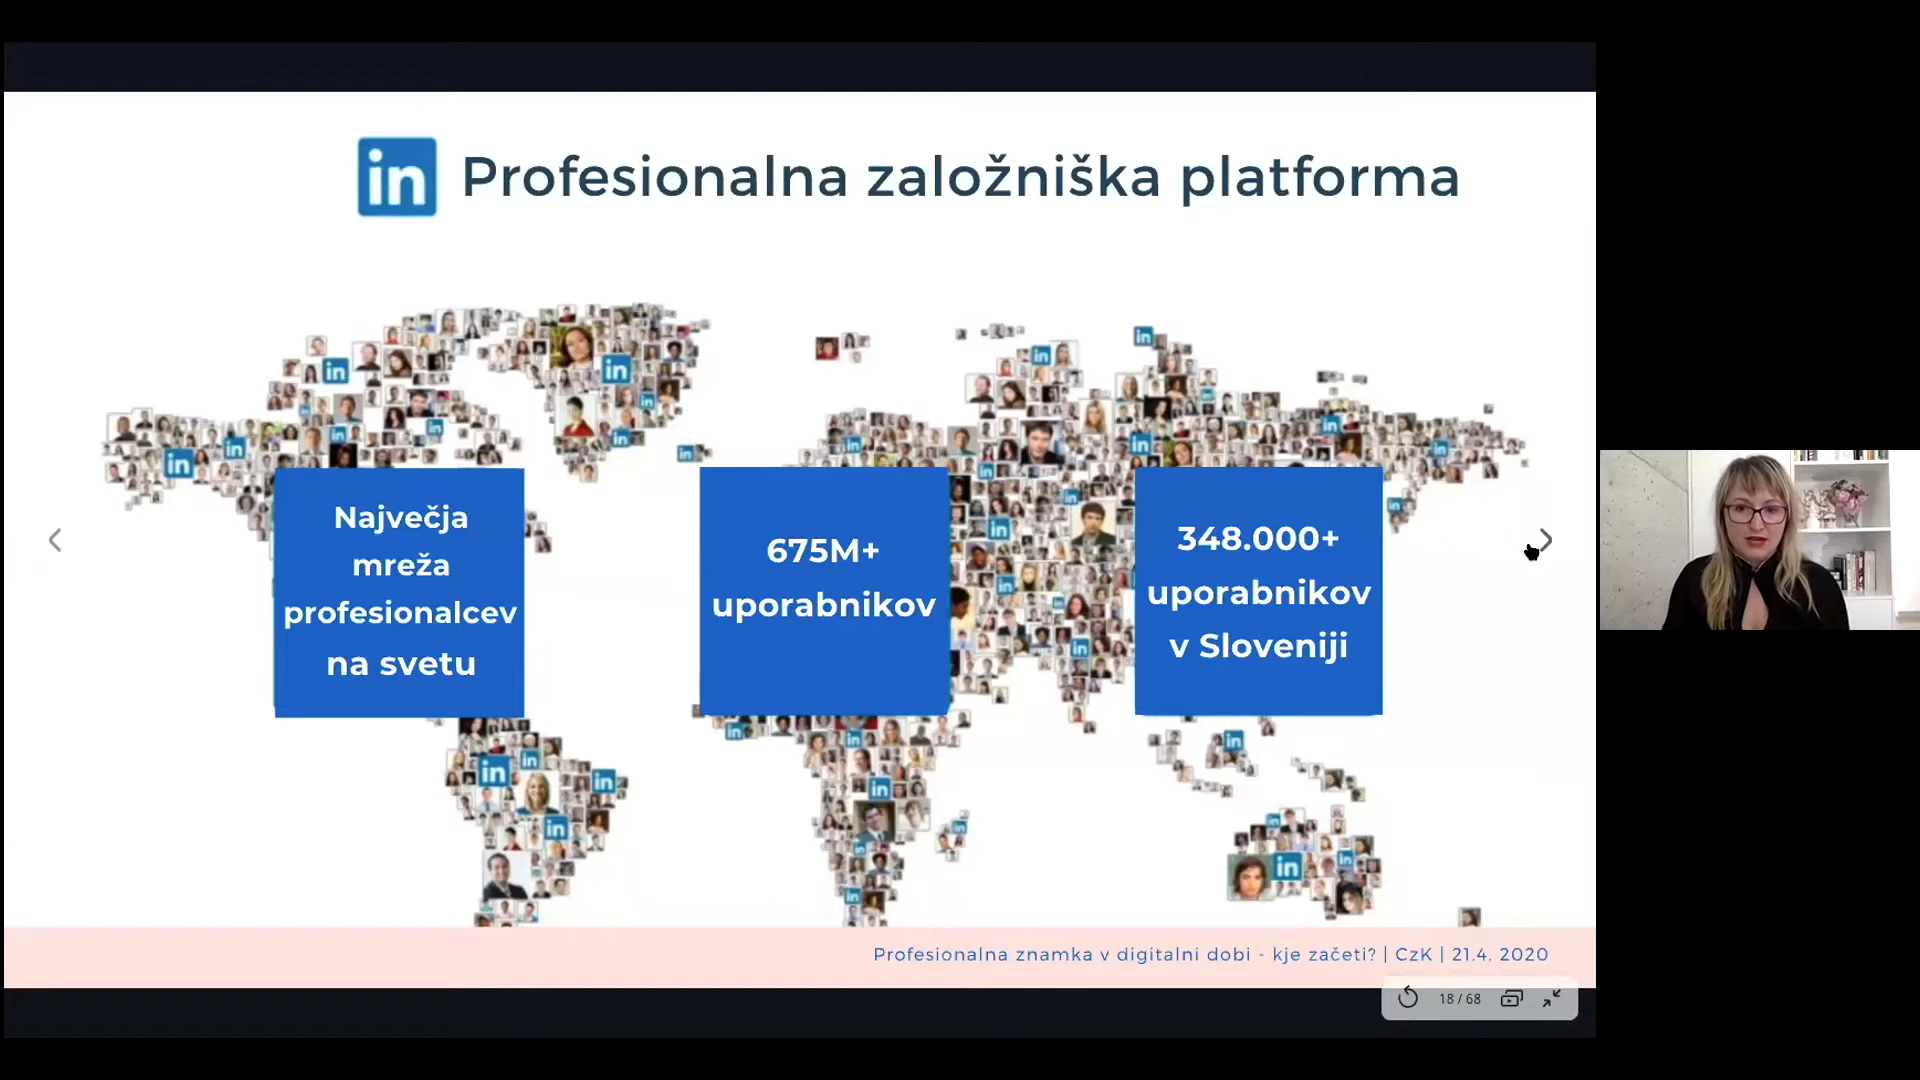 in Profesionalna založniška platforma
Največja
mreža
profesionalcev
na svetu
675M+
uporabnikov
348.000+
uporabnikov
v Sloveniji
Profesionalna znamka v digitalni dobi - kje začeti? | CzK | 21.4. 2020
18 / 68